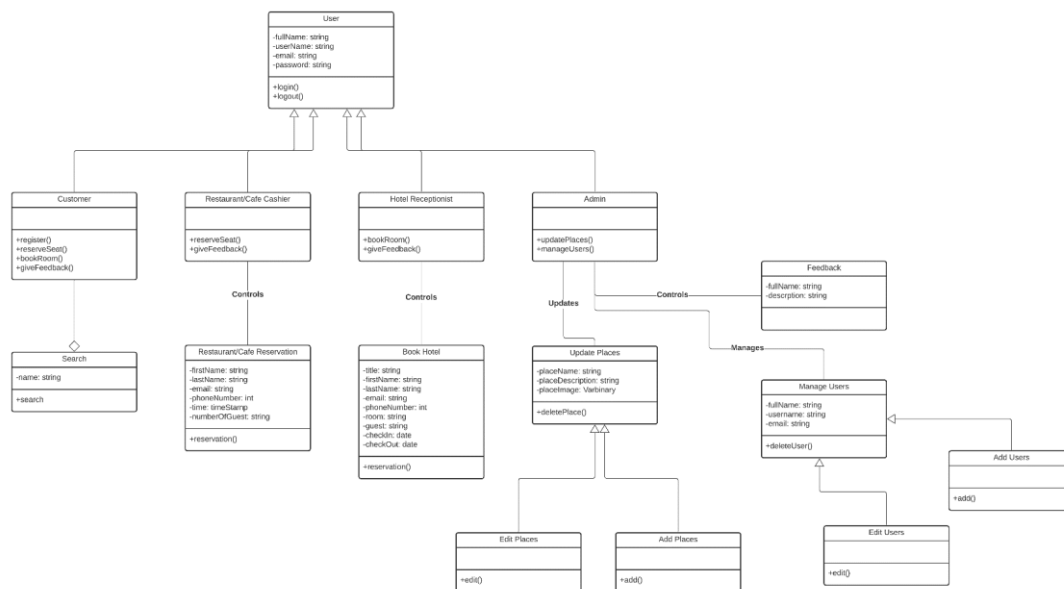 User
-fullName: string
-userName: string
-email: string
-password: string
+login()
+logout()
Customer
+register()
+reserveSeat()
+bookRoom()
+giveFeedback()
Restaurant/Cafe Cashier
+reserveSeat()
+giveFeedback()
Hotel Receptionist
+bookRoom()
+giveFeedback()
Admin
+updatePlaces()
+manageUsers()
Feedback
-fullName: string
-descrption: string
Controls
Controls
Updates
Controls
Manages
Search
-name: string
+search
Restaurant/Cafe Reservation
-firstName: string
-lastName: string
-email: string
-phoneNumber: int
-time: timeStamp
-numberOfGuest: string
+reservation()
Book Hotel
-title: string
-firstName: string
-lastName: string
-email: string
-phoneNumber: int
-room: string
-guest: string
-checkIn: date
-checkOut: date
+reservation()
Update Places
-placeName: string
-placeDescription: string
-placeImage: Varbinary
+deletePlace()
Manage Users
-fullName: string
-username: string
-email: string
+deleteUser()
Add Users
+add()
Edit Users
+edit()
Edit Places
+edit()
Add Places
+add()